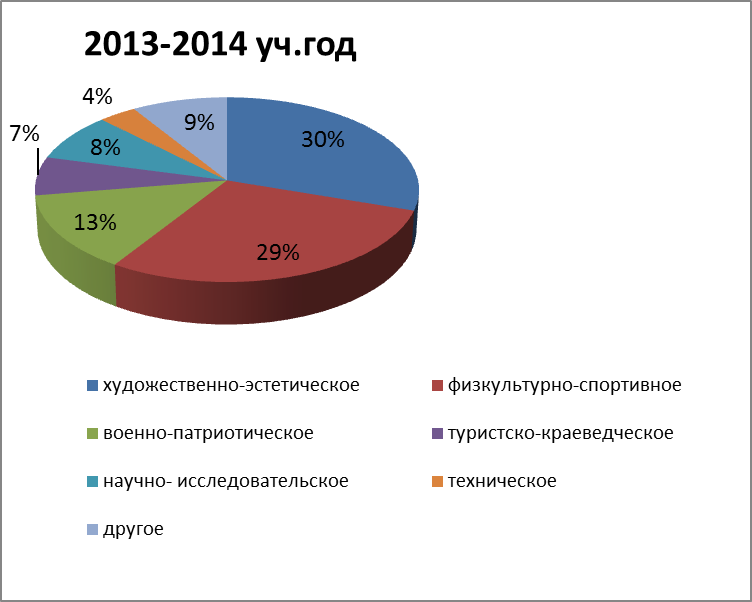 2013-2014 уч.год
4%
9%
30%
7%
8%
13%
29%
художественно-эстетическое
физкультурно-спортивное
военно-патриотическое
туристско-краеведческое
научно- исследовательское
техническое
другое